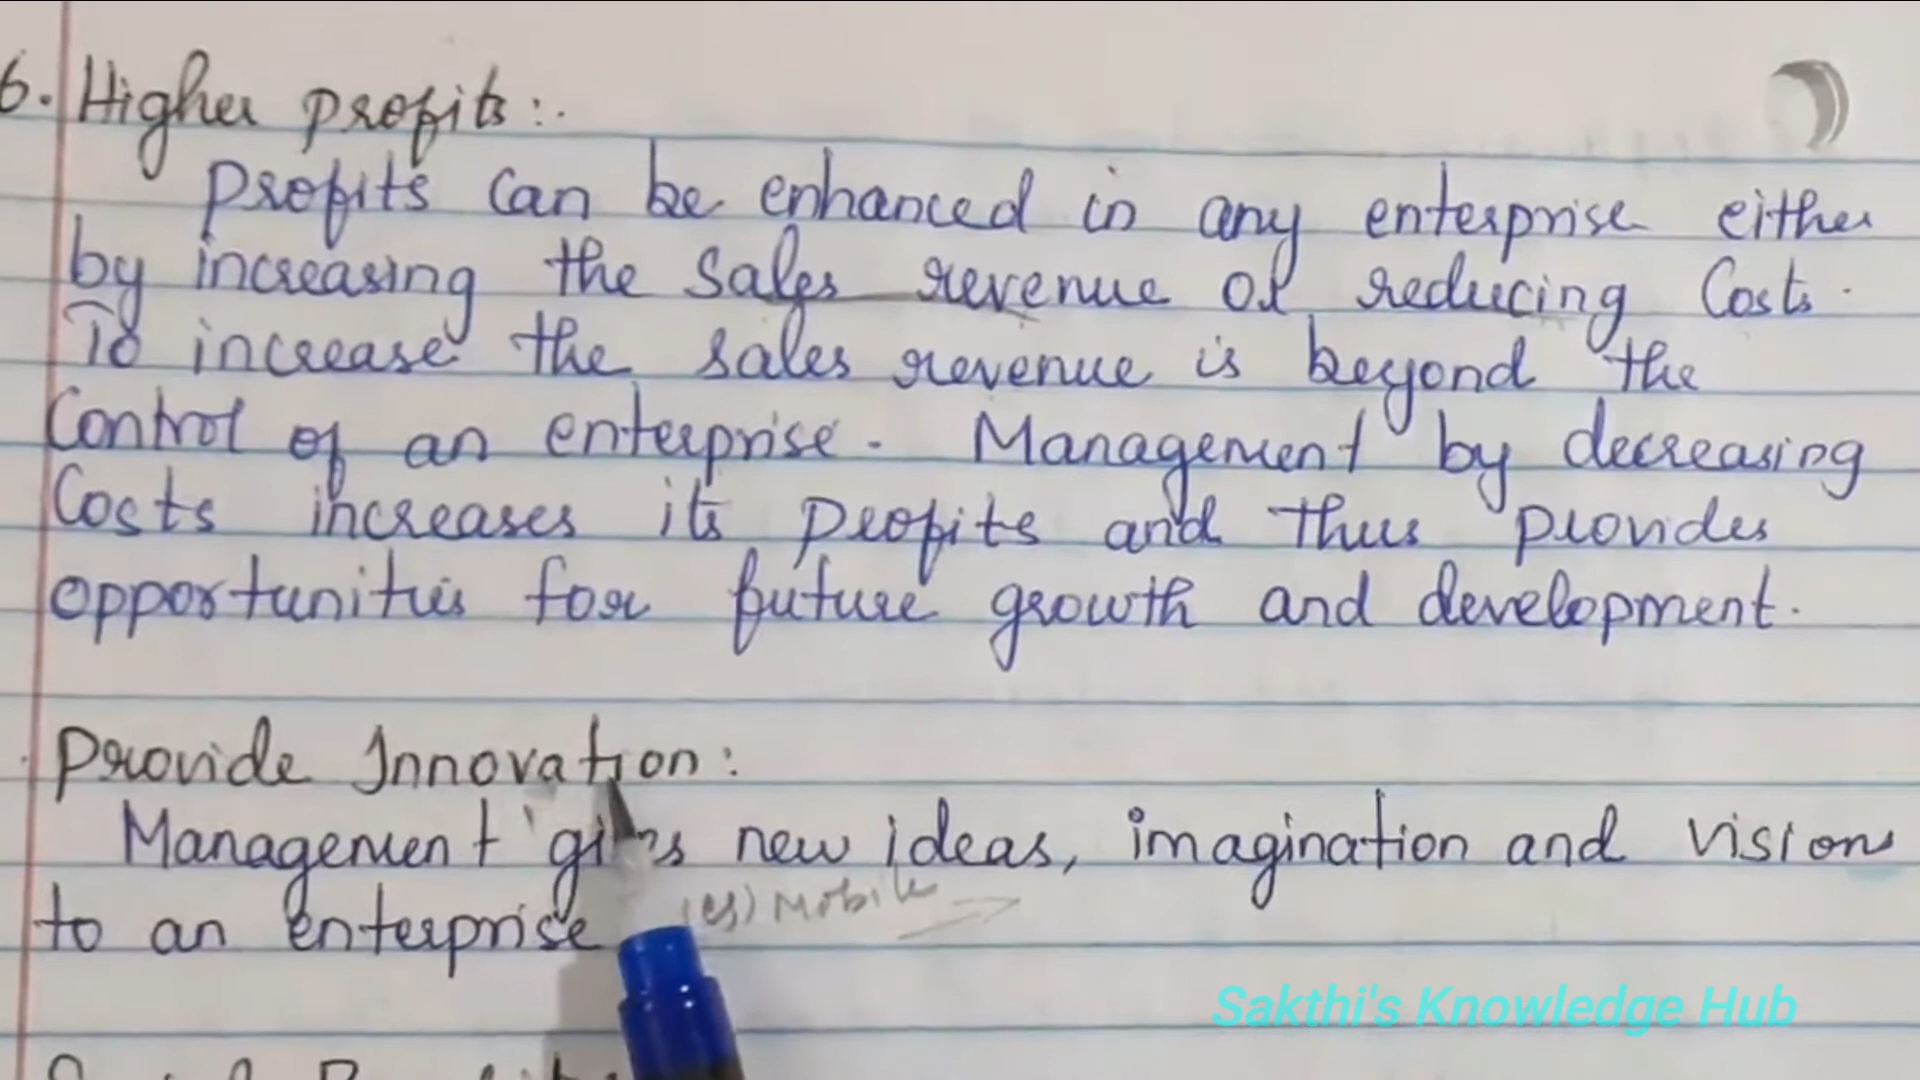 6. Higher profits:.
Profits can be enhanced in any enterprise either
by increasing the sales revenue or reducing Costs.
To increase the sales revenue is beyond the
Control of an enterprise. Management by decreasing
Costs increases its profits and thus provides
opportunities for future growth and development.
Provide Innovation:
Management gives new ideas, imagination and vision
to an enterprise (eg) Mobile
Sakthi's Knowledge Hub